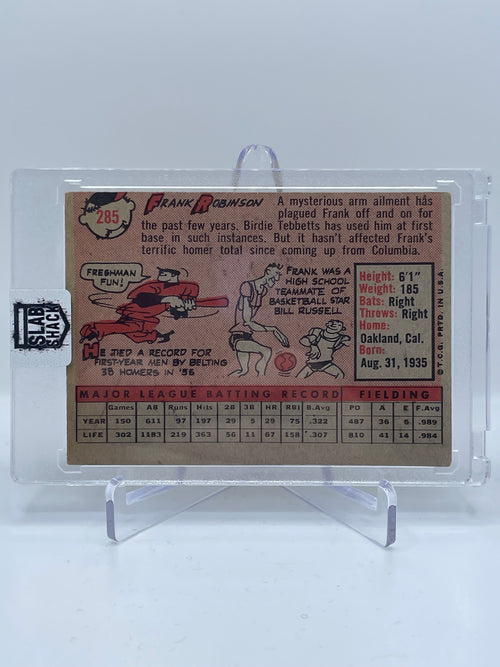 285
FRANK ROBINSON
A mysterious arm ailment has
plagued Frank off and on for
the past few years. Birdie Tebbetts has used him at first
base in such instances. But it hasn't affected Frank's
terrific homer total since coming up from Columbia.
FRESHMAN
FUN!
HE TIED A RECORD FOR
FIRST-YEAR MEN BY BELTING
38 HOMERS IN '56
FRANK WAS A
HIGH SCHOOL
TEAMMATE OF
BASKETBALL STAR
BILL RUSSELL
Height: 6'1"
Weight: 185
Bats: Right
Throws: Right
Home:
Oakland, Cal.
Born:
Aug. 31, 1935
© T.C.G. PRTD. IN U.S.A.
MAJOR LEAGUE BATTING RECORD FIELDING
Games AB Runs Hits 2B 3B HR RBI B.Avg PO A E F.Avg
YEAR 150 611 97 197 29 5 29 75 .322 487 36 6 .989
LIFE 302 1183 219 363 56 11 67 158 .307 810 41 14 .984
SLAB
SHACK